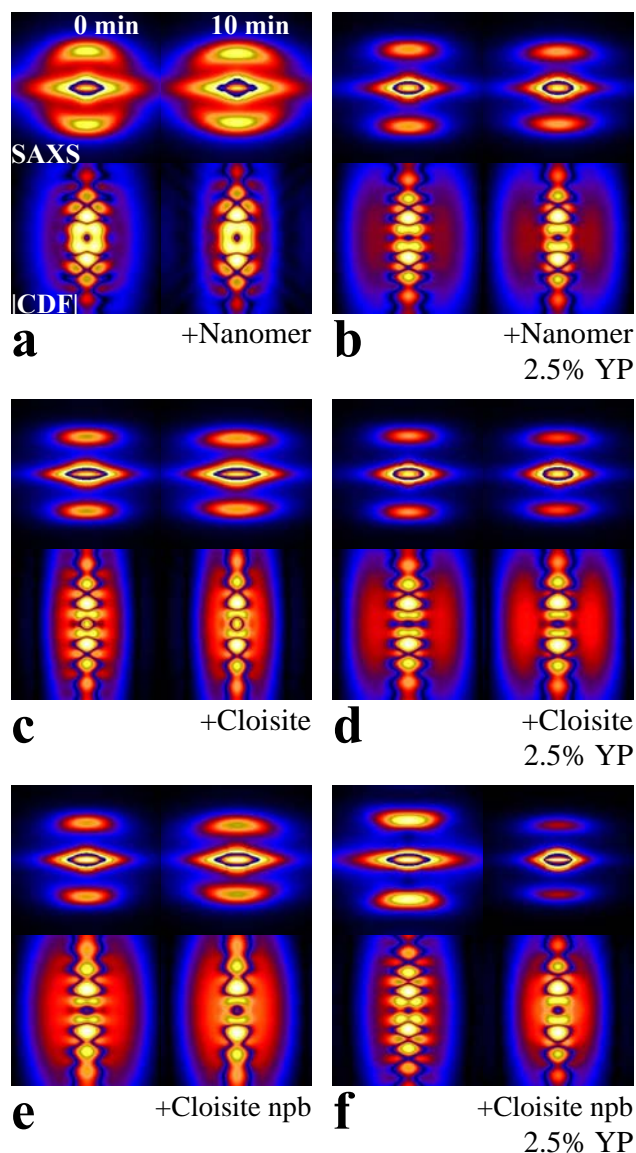 0 min 10 min
SAXS
|CDF|
a +Nanomer
b +Nanomer
2.5% YP
c +Cloisite
d +Cloisite
2.5% YP
e +Cloisite npb
f +Cloisite npb
2.5% YP